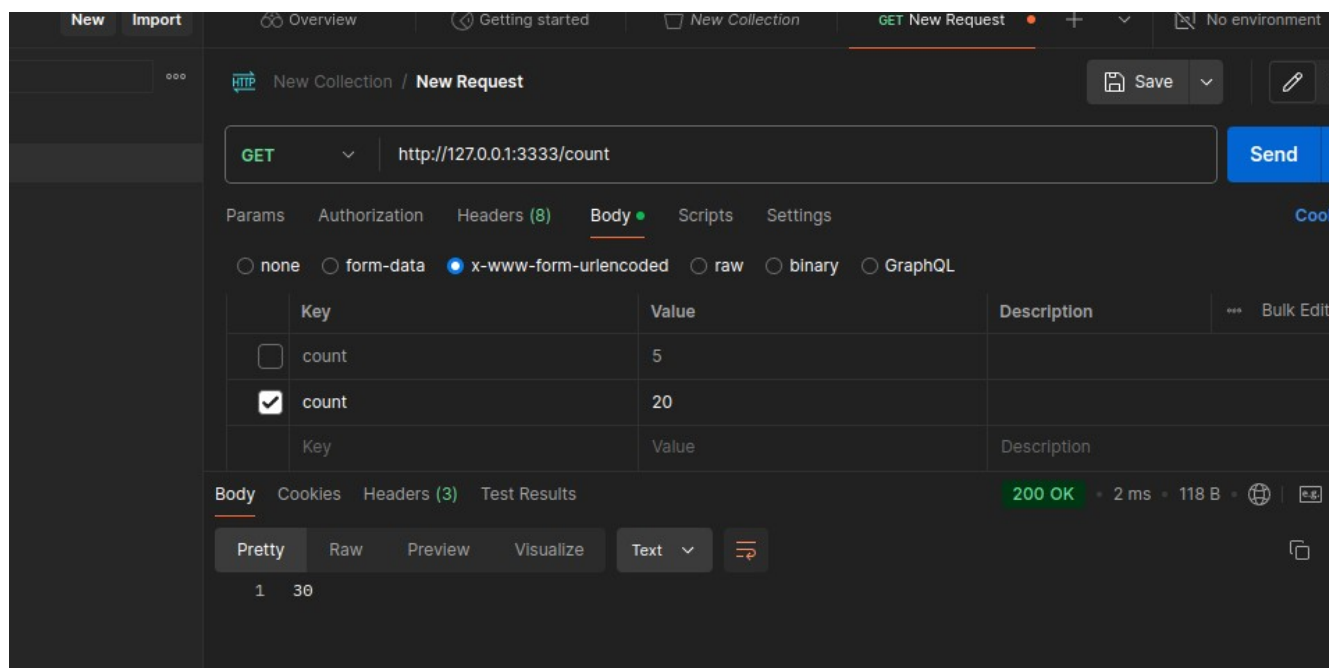 New Import Overview Getting started New Collection GET New Request No environment
HTTP New Collection / New Request Save
GET http://127.0.0.1:3333/count Send
Params Authorization Headers (8) Body Scripts Settings
none form-data x-www-form-urlencoded raw binary GraphQL
Key Value Description Bulk Edit
count 5
count 20
Key Value Description
Body Cookies Headers (3) Test Results 200 OK 2 ms 118 B e.g.
Pretty Raw Preview Visualize Text
1 30